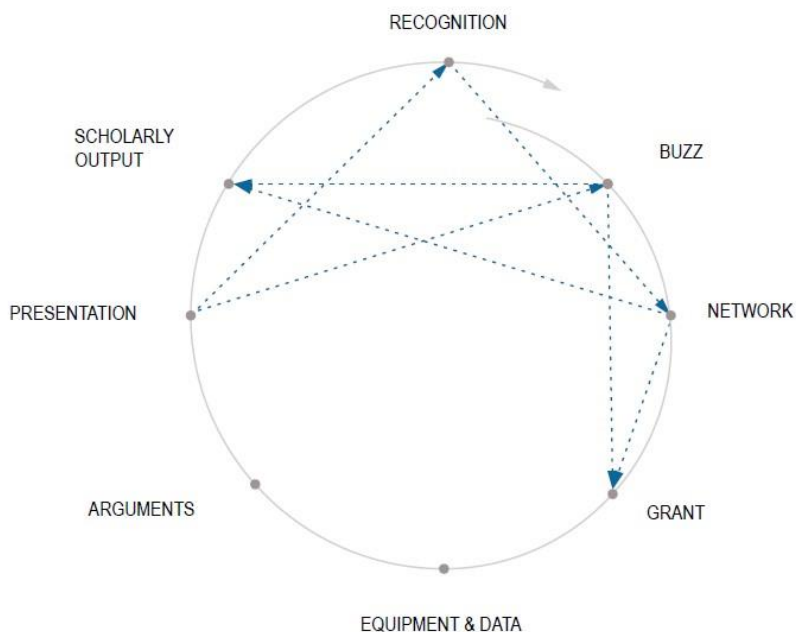 RECOGNITION
SCHOLARLY
OUTPUT
BUZZ
PRESENTATION
NETWORK
ARGUMENTS
GRANT
EQUIPMENT & DATA